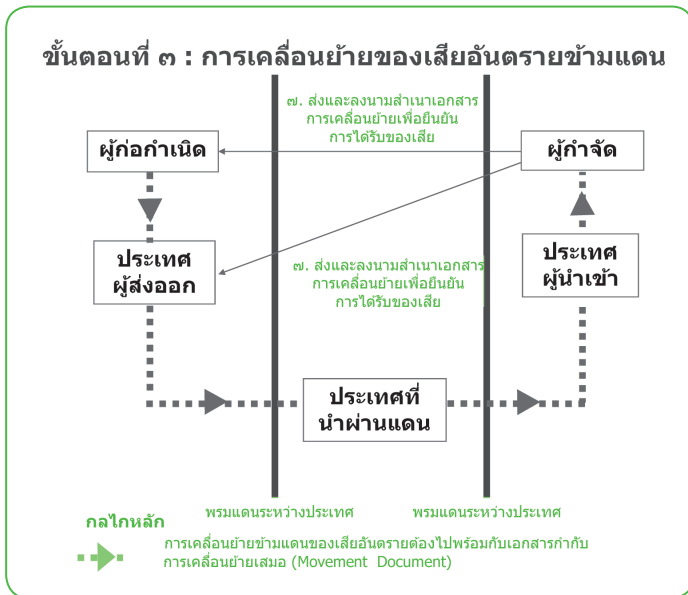 ขั้นตอนที่ ๓ : การเคลื่อนย้ายของเสียอันตรายข้ามแดน
๗. ส่งและลงนามสำเนาเอกสาร
การเคลื่อนย้ายเพื่อยืนยัน
การได้รับของเสีย
ผู้ก่อกำเนิด
ผู้กำจัด
ประเทศ
ผู้ส่งออก
๗. ส่งและลงนามสำเนาเอกสาร
การเคลื่อนย้ายเพื่อยืนยัน
การได้รับของเสีย
ประเทศ
ผู้นำเข้า
ประเทศที่
นำผ่านแดน
พรมแดนระหว่างประเทศ
พรมแดนระหว่างประเทศ
กลไกหลัก
การเคลื่อนย้ายข้ามแดนของเสียอันตรายต้องไปพร้อมกับเอกสารกำกับ
การเคลื่อนย้ายเสมอ (Movement Document)